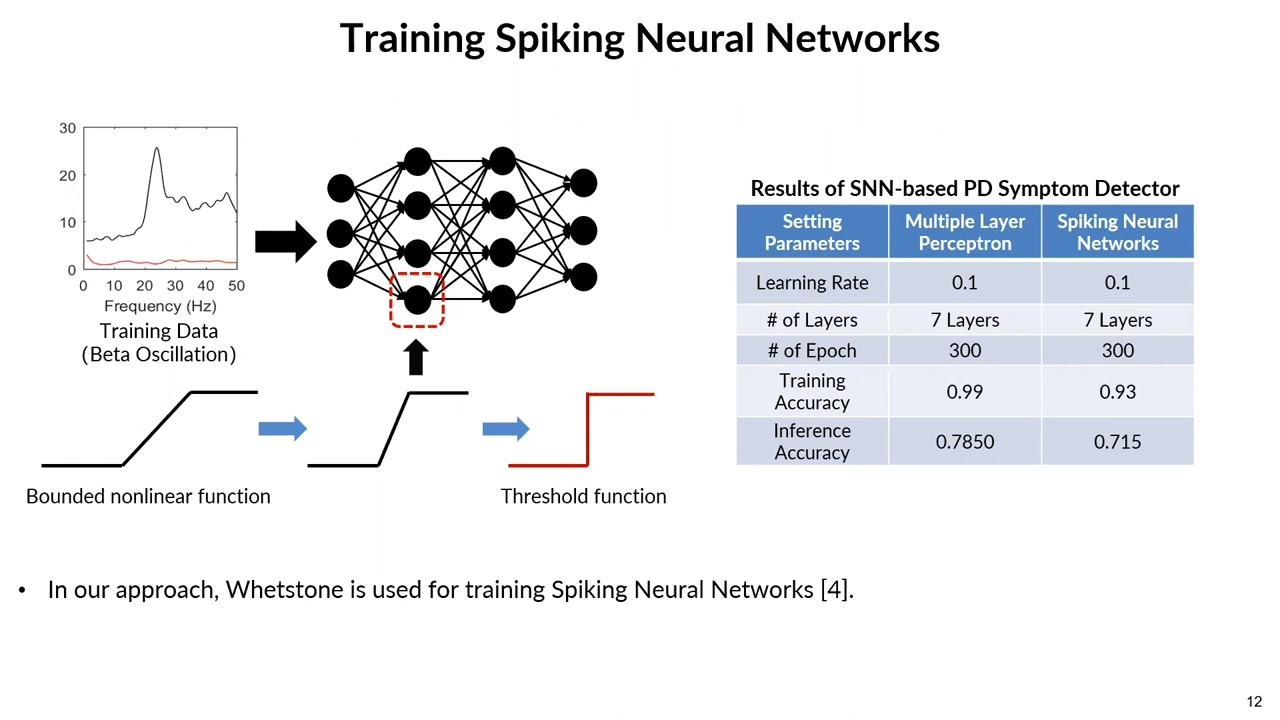 Training Spiking Neural Networks
30
20
10
0
0 10 20 30 40 50
Frequency (Hz)
Training Data
(Beta Oscillation)
Bounded nonlinear function
Threshold function
Results of SNN-based PD Symptom Detector
Setting Parameters Multiple Layer Perceptron Spiking Neural Networks
Learning Rate 0.1 0.1
# of Layers 7 Layers 7 Layers
# of Epoch 300 300
Training Accuracy 0.99 0.93
Inference Accuracy 0.7850 0.715
• In our approach, Whetstone is used for training Spiking Neural Networks [4].
12